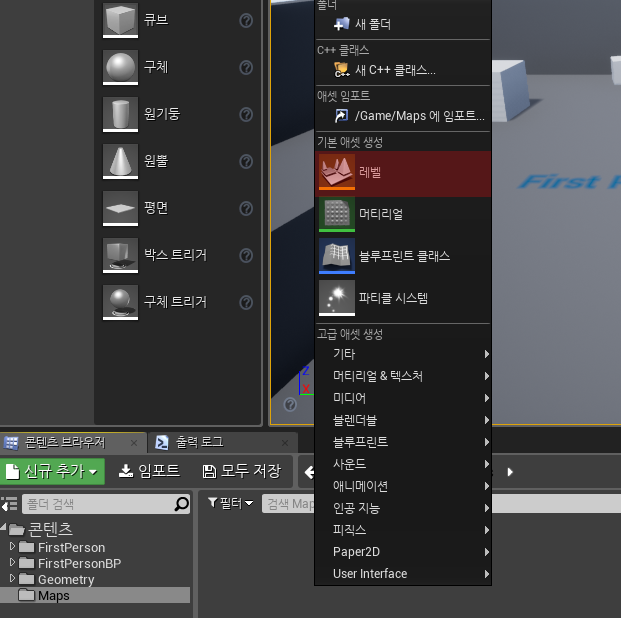 큐브
구체
원기둥
원뿔
평면
박스 트리거
구체 트리거
폴더
새 폴더
C++ 클래스
새 C++ 클래스...
애셋 임포트
/Game/Maps 에 임포트...
기본 애셋 생성
레벨
머티리얼
블루프린트 클래스
파티클 시스템
고급 애셋 생성
기타
머티리얼 & 텍스처
미디어
블렌더블
블루프린트
사운드
애니메이션
인공 지능
피직스
Paper2D
User Interface
First
Z
X
콘텐츠 브라우저
출력 로그
신규 추가
임포트
모두 저장
폴더 검색
필터
검색 Map
콘텐츠
FirstPerson
FirstPersonBP
Geometry
Maps